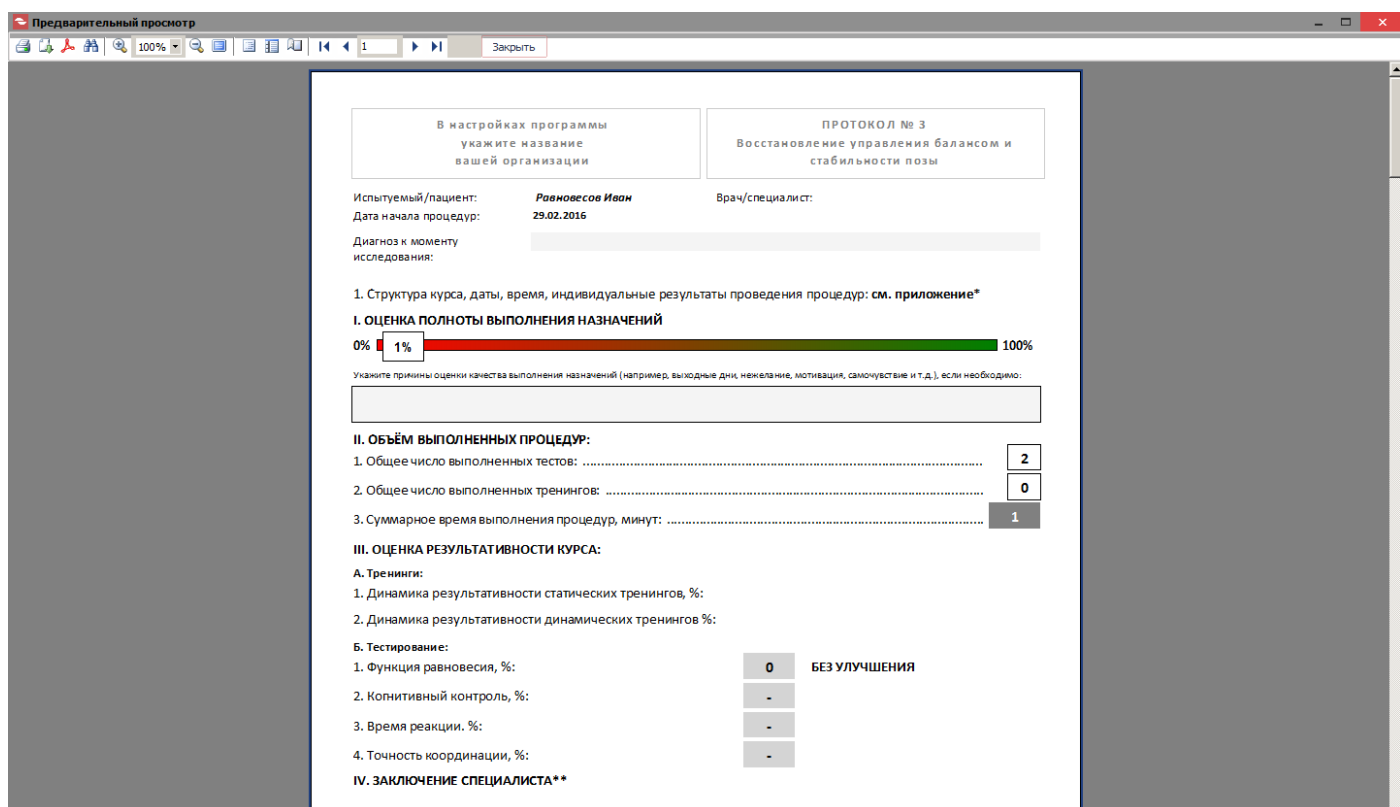 Предварительный просмотр
100% 1 Закрыть
В настройках программы
укажите название
вашей организации
ПРОТОКОЛ № 3
Восстановление управления балансом и
стабильности позы
Испытуемый/пациент: Равновесов Иван Врач/специалист:
Дата начала процедур: 29.02.2016
Диагноз к моменту
исследования:
1. Структура курса, даты, время, индивидуальные результаты проведения процедур: см. приложение*
I. ОЦЕНКА ПОЛНОТЫ ВЫПОЛНЕНИЯ НАЗНАЧЕНИЙ
0% 1% 100%
Укажите причины оценки качества выполнения назначений (например, выходные дни, нежелание, мотивация, самочувствие и т.д.), если необходимо:
II. ОБЪЁМ ВЫПОЛНЕННЫХ ПРОЦЕДУР:
1. Общее число выполненных тестов: 2
2. Общее число выполненных тренингов: 0
3. Суммарное время выполнения процедур, минут: 1
III. ОЦЕНКА РЕЗУЛЬТАТИВНОСТИ КУРСА:
А. Тренинги:
1. Динамика результативности статических тренингов, %:
2. Динамика результативности динамических тренингов %:
Б. Тестирование:
1. Функция равновесия, %: 0 БЕЗ УЛУЧШЕНИЯ
2. Когнитивный контроль, %: -
3. Время реакции. %: -
4. Точность координации, %: -
IV. ЗАКЛЮЧЕНИЕ СПЕЦИАЛИСТА**